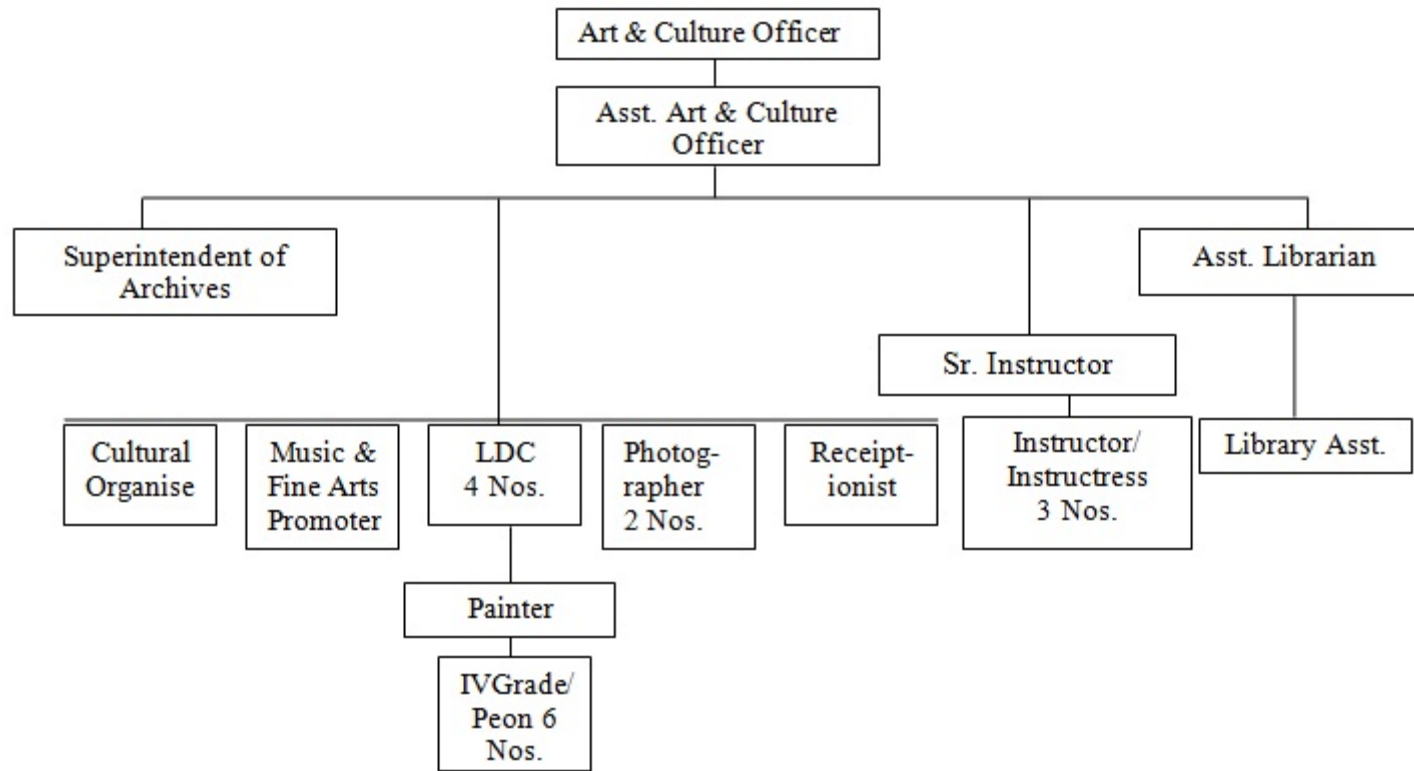 Art & Culture Officer
Asst. Art & Culture
Officer
Superintendent of
Archives
Asst. Librarian
Sr. Instructor
Cultural
Organise
Music &
Fine Arts
Promoter
LDC
4 Nos.
Photog-
rapher
2 Nos.
Receipt-
ionist
Instructor/
Instructress
3 Nos.
Library Asst.
Painter
IVGrade/
Peon 6
Nos.